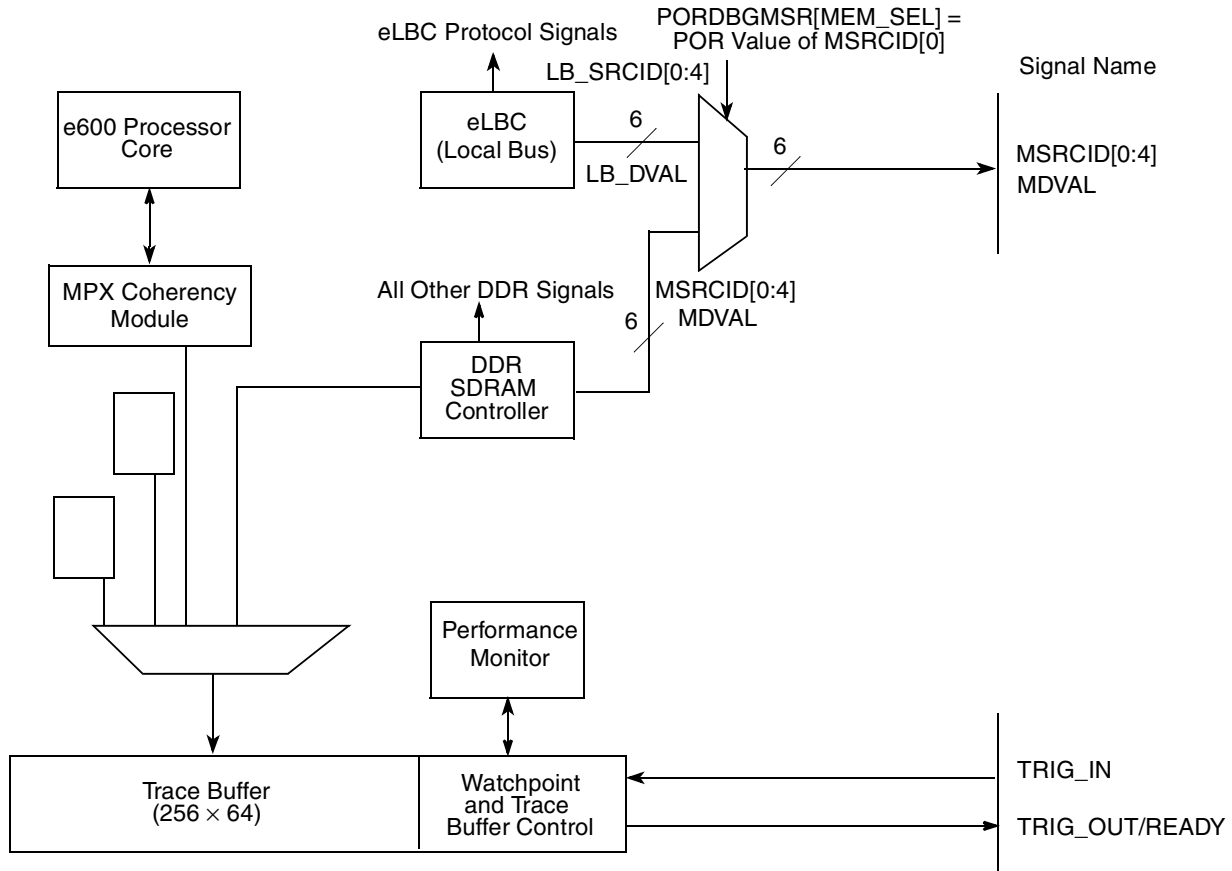 PORDBGMSR[MEM_SEL] =
POR Value of MSRCID[0]
eLBC Protocol Signals
LB_SRCID[0:4]
Signal Name
e600 Processor
Core
eLBC
(Local Bus)
6
LB_DVAL
6
MSRCID[0:4]
MDVAL
MPX Coherency
Module
All Other DDR Signals
MSRCID[0:4]
MDVAL
6
DDR
SDRAM
Controller
Performance
Monitor
Trace Buffer
(256 × 64)
Watchpoint
and Trace
Buffer Control
TRIG_IN
TRIG_OUT/READY